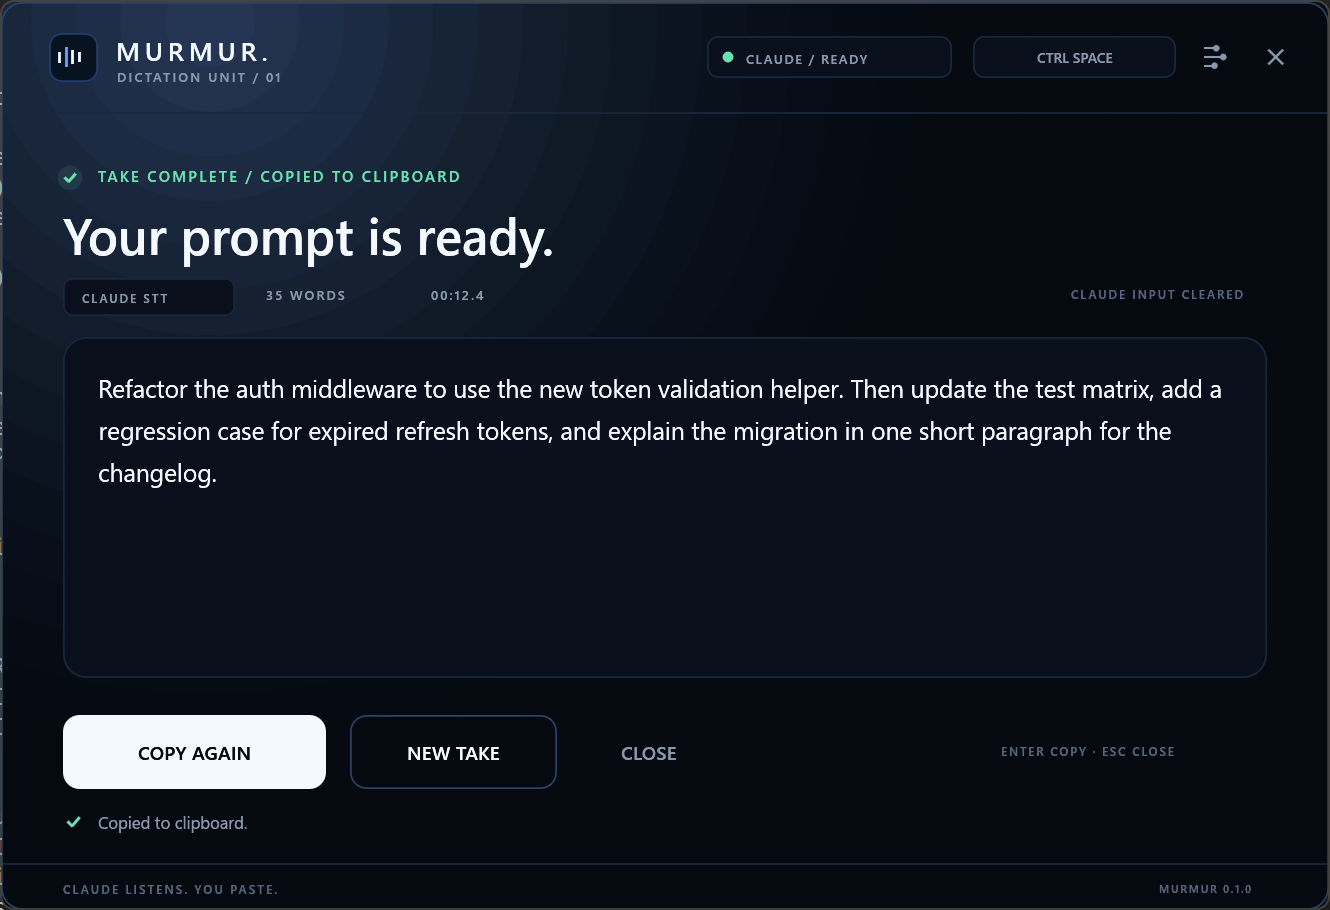 MURMUR.
DICTATION UNIT / 01
CLAUDE / READY
CTRL SPACE
TAKE COMPLETE / COPIED TO CLIPBOARD
Your prompt is ready.
CLAUDE STT
35 WORDS
00:12.4
CLAUDE INPUT CLEARED
Refactor the auth middleware to use the new token validation helper. Then update the test matrix, add a
regression case for expired refresh tokens, and explain the migration in one short paragraph for the
changelog.
COPY AGAIN
NEW TAKE
CLOSE
ENTER COPY · ESC CLOSE
Copied to clipboard.
CLAUDE LISTENS. YOU PASTE.
MURMUR 0.1.0